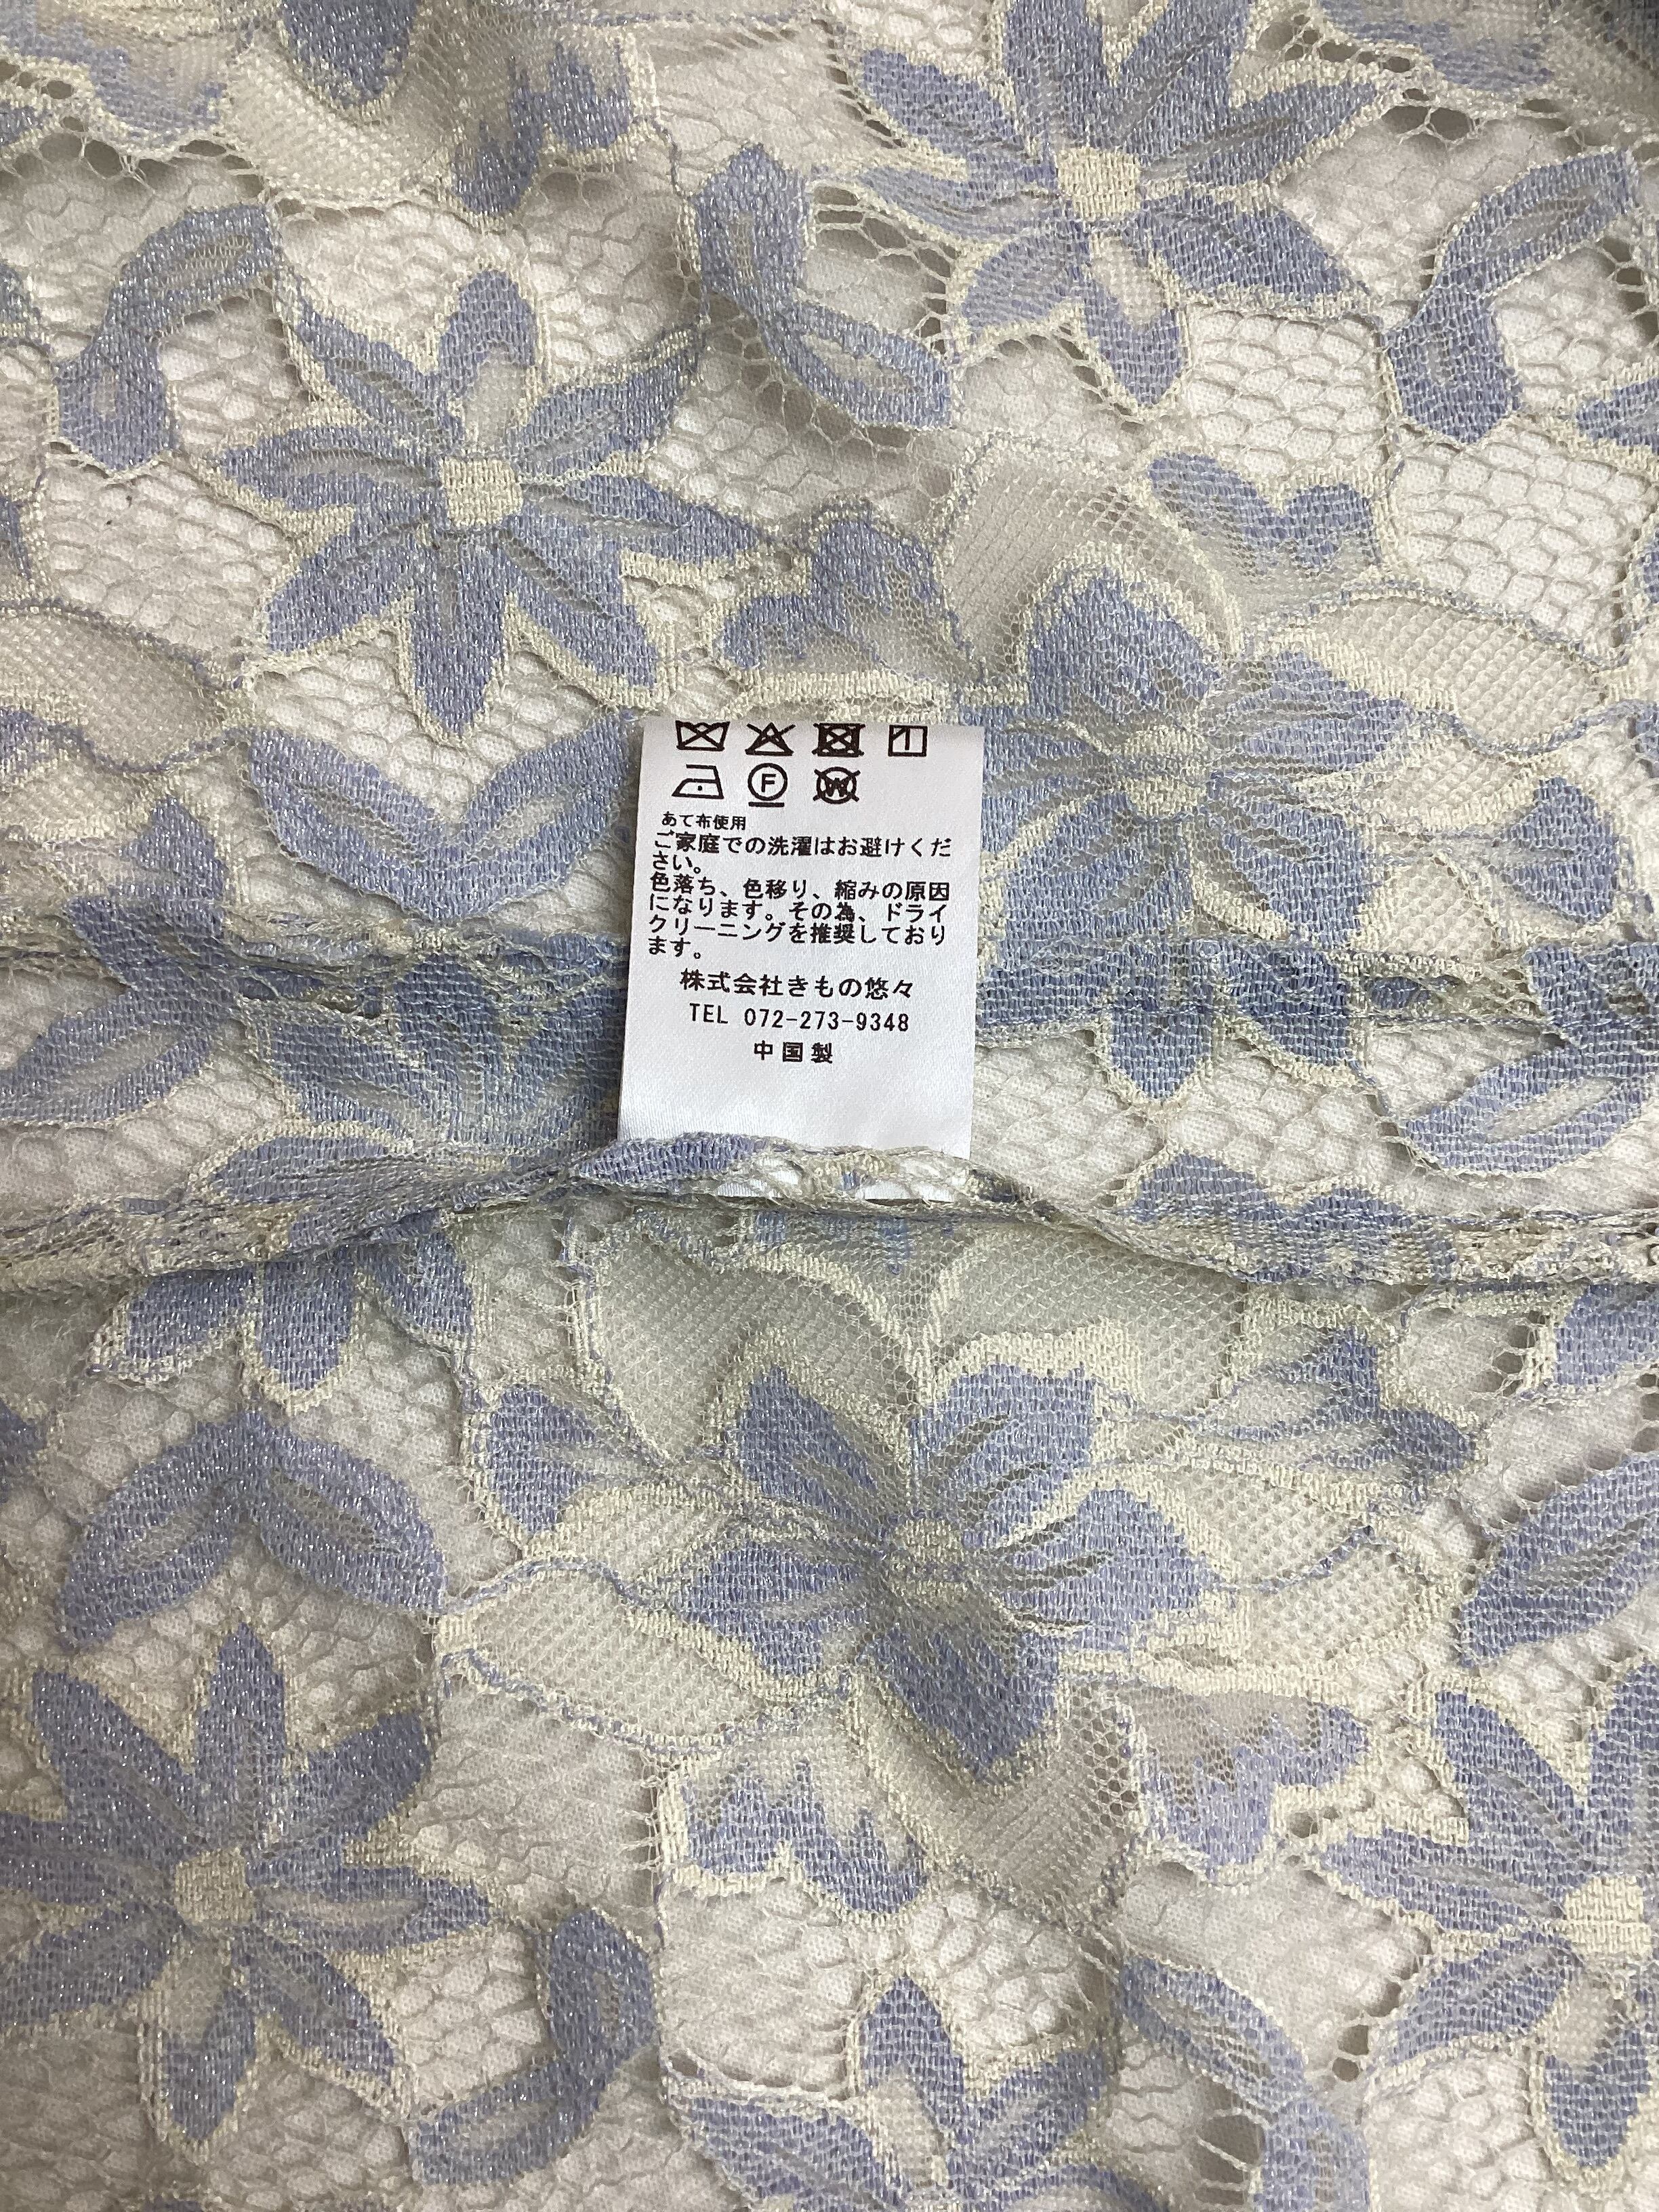 F W
あて布使用
ご家庭での洗濯はお避けくだ
さい。
色落ち、色移り、縮みの原因
になります。その為、ドライ
クリーニングを推奨しており
ます。
株式会社きもの悠々
TEL 072-273-9348
中国製